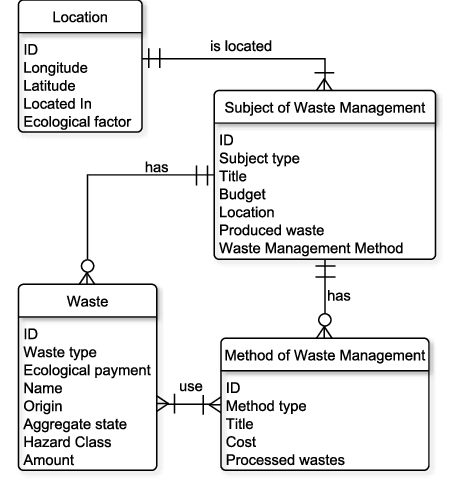 Location
ID
Longitude
Latitude
Located In
Ecological factor
is located
Subject of Waste Management
ID
Subject type
Title
Budget
Location
Produced waste
Waste Management Method
has
has
Waste
ID
Waste type
Ecological payment
Name
Origin
Aggregate state
Hazard Class
Amount
use
Method of Waste Management
ID
Method type
Title
Cost
Processed wastes